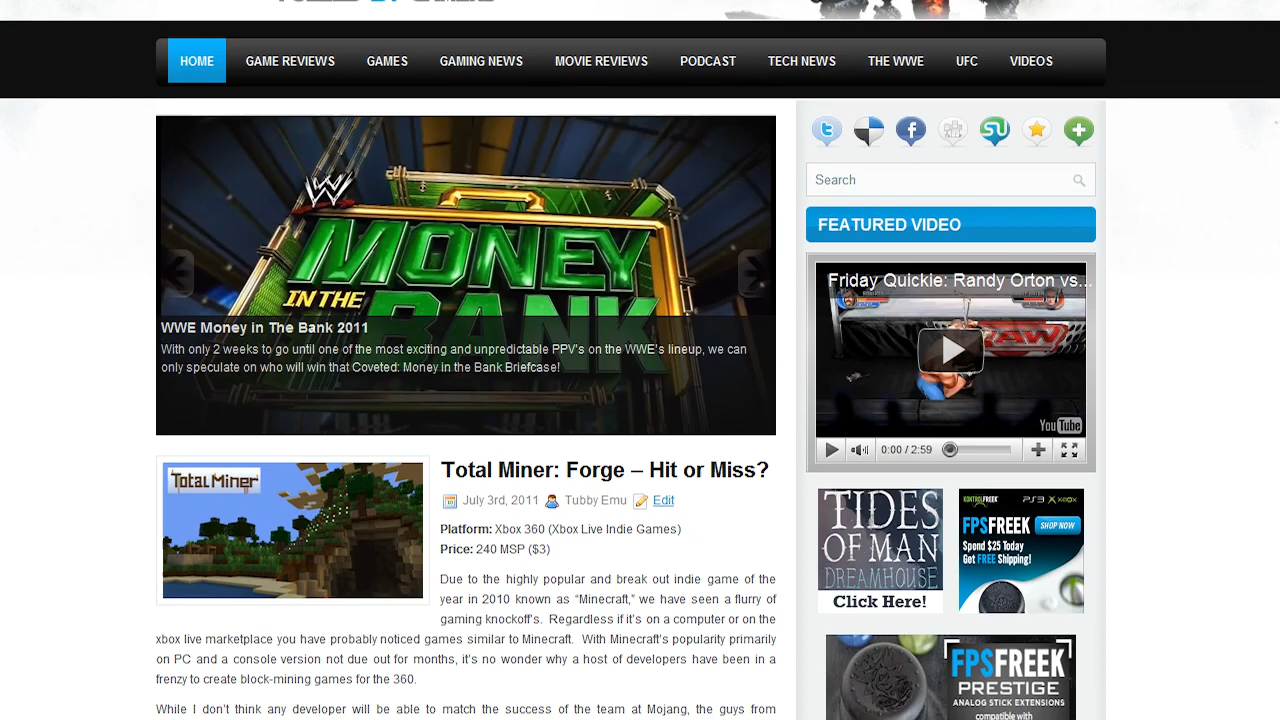 HOME GAME REVIEWS GAMES GAMING NEWS MOVIE REVIEWS PODCAST TECH NEWS THE WWE UFC VIDEOS
MONEY
IN THE
BANK
WWE Money in The Bank 2011
With only 2 weeks to go until one of the most exciting and unpredictable PPV's on the WWE's lineup, we can
only speculate on who will win that Coveted: Money in the Bank Briefcase!
Search
FEATURED VIDEO
Friday Quickie: Randy Orton vs...
RAW
YouTube
0:00 / 2:59
TIDES
OF MAN
DREAMHOUSE
Click Here!
KONTROLFREEK PS3 XBOX
FPSFREEK SHOP NOW
Spend $25 Today
Get FREE Shipping!
FPSFREEK
PRESTIGE
ANALOG STICK EXTENSIONS
compatible with
Total Miner
Total Miner: Forge – Hit or Miss?
July 3rd, 2011 Tubby Emu Edit
Platform: Xbox 360 (Xbox Live Indie Games)
Price: 240 MSP ($3)
Due to the highly popular and break out indie game of the
year in 2010 known as “Minecraft,” we have seen a flurry of
gaming knockoff's. Regardless if it's on a computer or on the
xbox live marketplace you have probably noticed games similar to Minecraft. With Minecraft's popularity primarily
on PC and a console version not due out for months, it's no wonder why a host of developers have been in a
frenzy to create block-mining games for the 360.
While I don't think any company will be able to match the success of the team at Mojang, the guys from